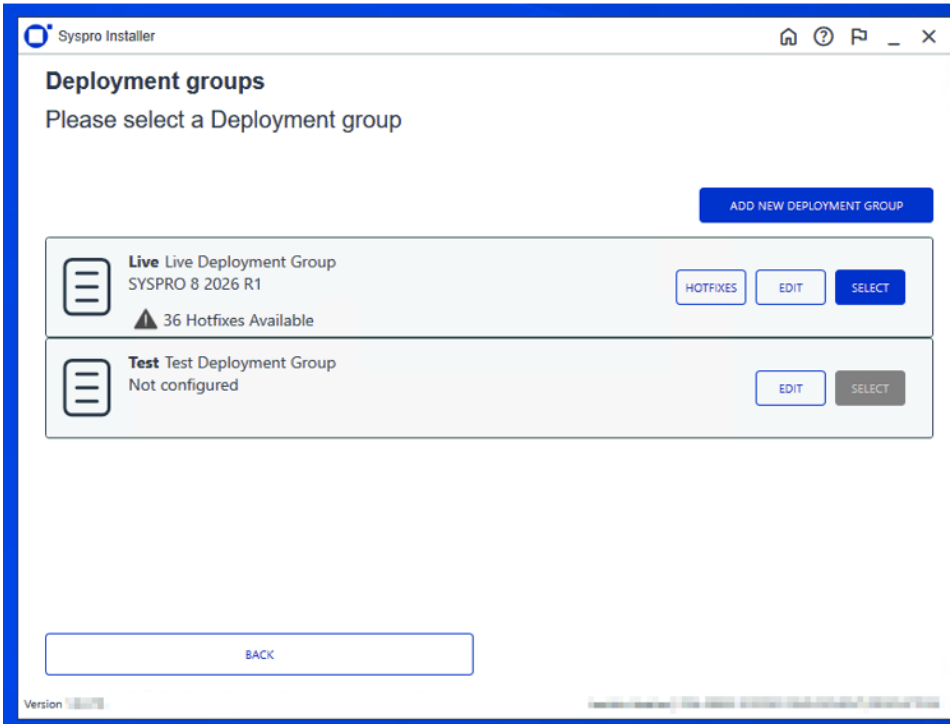 Syspro Installer
Deployment groups
Please select a Deployment group
ADD NEW DEPLOYMENT GROUP
Live Live Deployment Group
SYSPRO 8 2026 R1
36 Hotfixes Available
HOTFIXES
EDIT
SELECT
Test Test Deployment Group
Not configured
EDIT
SELECT
BACK
Version